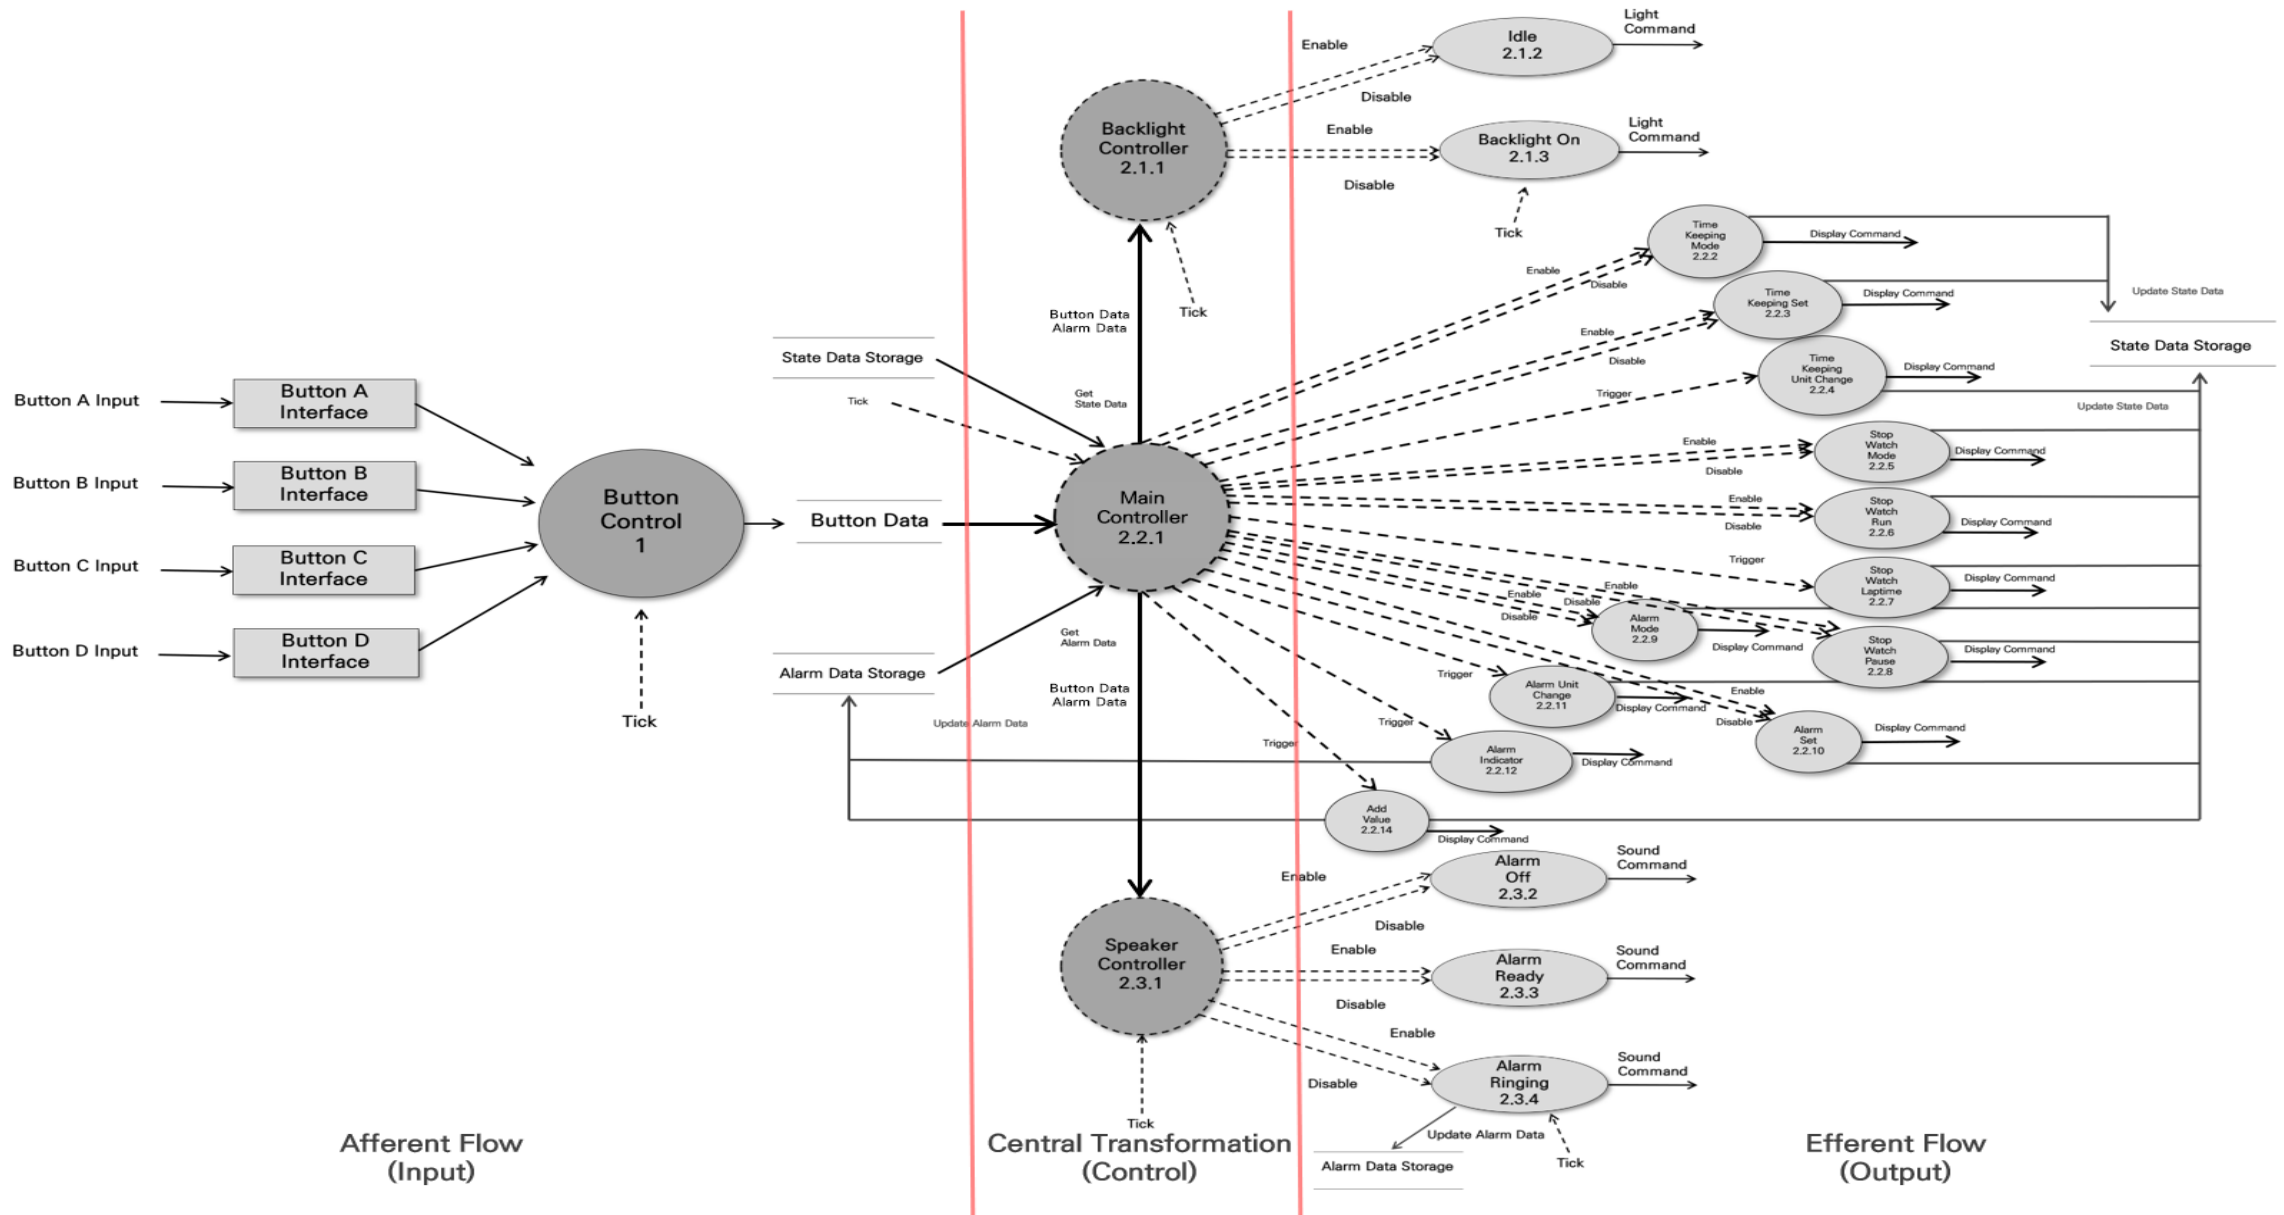 Light
Command
Enable
Idle
2.1.2
Disable
Backlight
Controller
2.1.1
Enable
Backlight On
2.1.3
Light
Command
Disable
Tick
Tick
Time
Keeping
Mode
2.2.2
Display Command
Enable
Disable
Time
Keeping Set
2.2.3
Display Command
Update State Data
State Data Storage
Enable
Disable
Time
Keeping
Unit Change
2.2.4
Display Command
Trigger
Update State Data
Button Data
Alarm Data
State Data Storage
Get
State Data
Tick
Button A Input
Button A
Interface
Button B Input
Button B
Interface
Button C Input
Button C
Interface
Button D Input
Button D
Interface
Button
Control
1
Tick
Button Data
Main
Controller
2.2.1
Enable
Disable
Stop
Watch
Mode
2.2.5
Display Command
Enable
Disable
Stop
Watch
Run
2.2.6
Display Command
Trigger
Stop
Watch
Laptime
2.2.7
Display Command
Enable
Disable
Enable
Disable
Alarm
Mode
2.2.9
Display Command
Stop
Watch
Pause
2.2.8
Display Command
Get
Alarm Data
Alarm Data Storage
Button Data
Alarm Data
Update Alarm Data
Trigger
Alarm Unit
Change
2.2.11
Display Command
Enable
Disable
Alarm
Set
2.2.10
Display Command
Trigger
Alarm
Indicator
2.2.12
Display Command
Trigger
Add
Value
2.2.14
Display Command
Enable
Alarm
Off
2.3.2
Sound
Command
Disable
Speaker
Controller
2.3.1
Enable
Alarm
Ready
2.3.3
Sound
Command
Disable
Enable
Alarm
Ringing
2.3.4
Sound
Command
Disable
Tick
Update Alarm Data
Tick
Alarm Data Storage
Afferent Flow
(Input)
Central Transformation
(Control)
Efferent Flow
(Output)